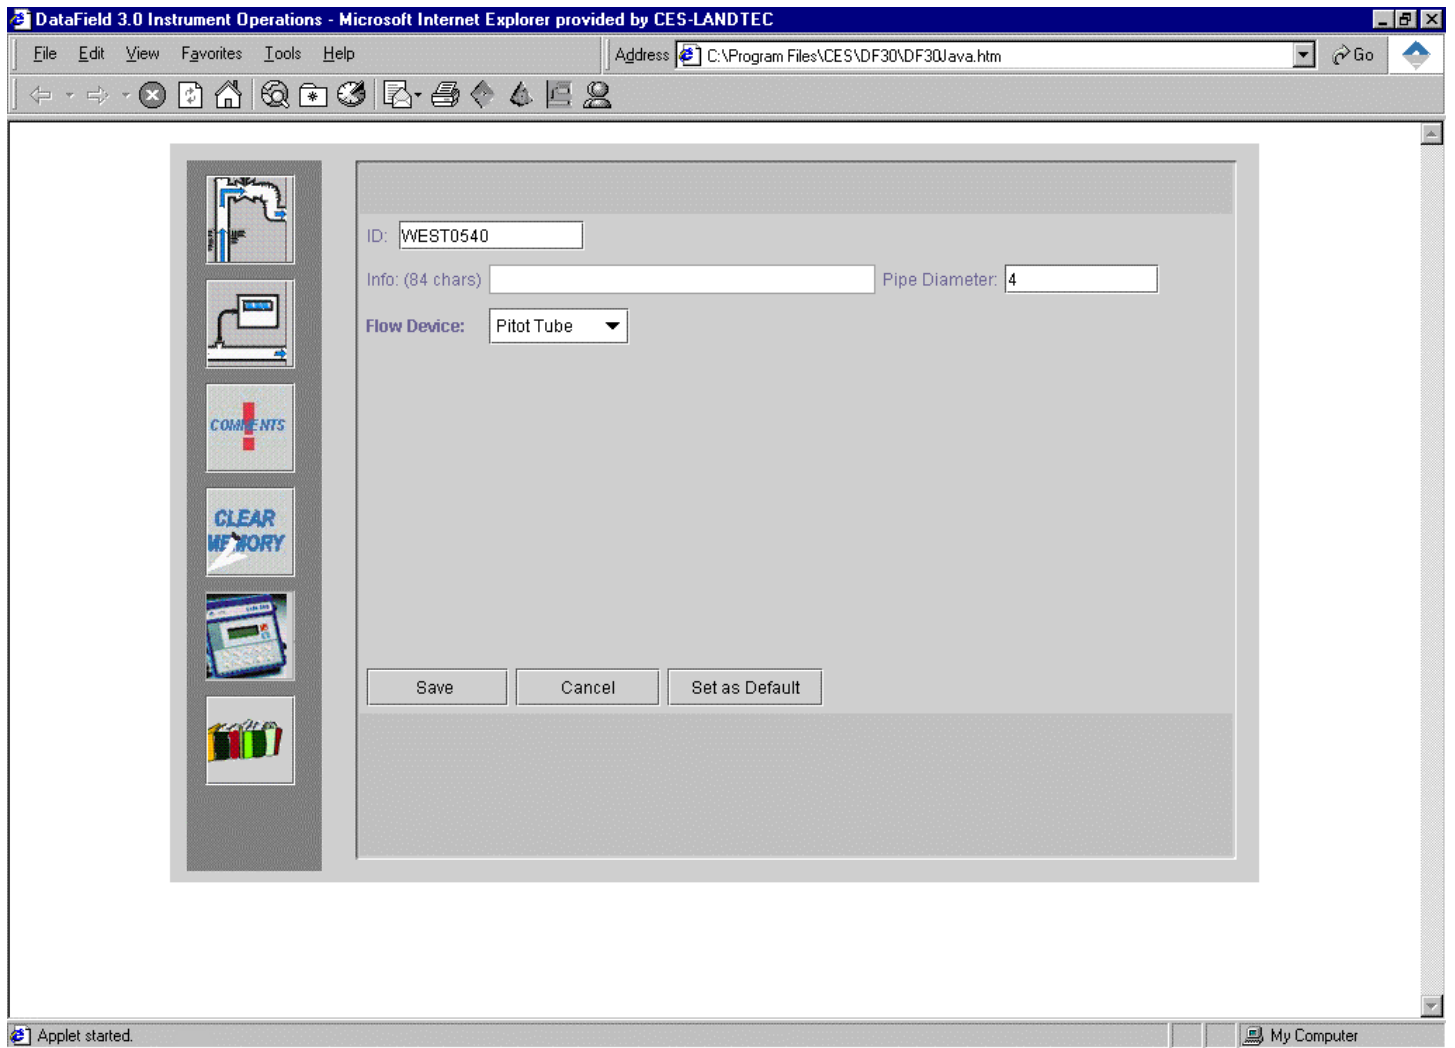 DataField 3.0 Instrument Operations - Microsoft Internet Explorer provided by CES-LANDTEC
File Edit View Favorites Tools Help Address C:\Program Files\CES\DF30\DF30Java.htm Go
ID: WEST0540
Info: (84 chars) Pipe Diameter: 4
Flow Device: Pitot Tube
COMMENTS
CLEAR
MEMORY
Save Cancel Set as Default
Applet started. My Computer